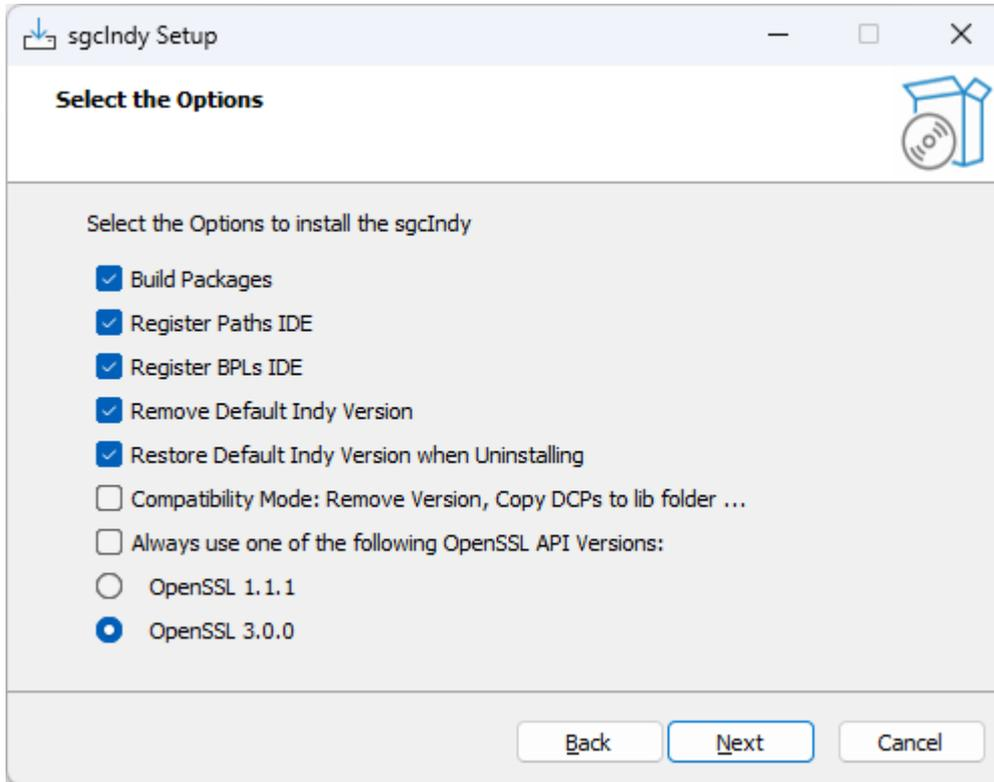 sgcIndy Setup
Select the Options
Select the Options to install the sgcIndy
Build Packages
Register Paths IDE
Register BPLs IDE
Remove Default Indy Version
Restore Default Indy Version when Uninstalling
Compatibility Mode: Remove Version, Copy DCPs to lib folder ...
Always use one of the following OpenSSL API Versions:
OpenSSL 1.1.1
OpenSSL 3.0.0
Back Next Cancel